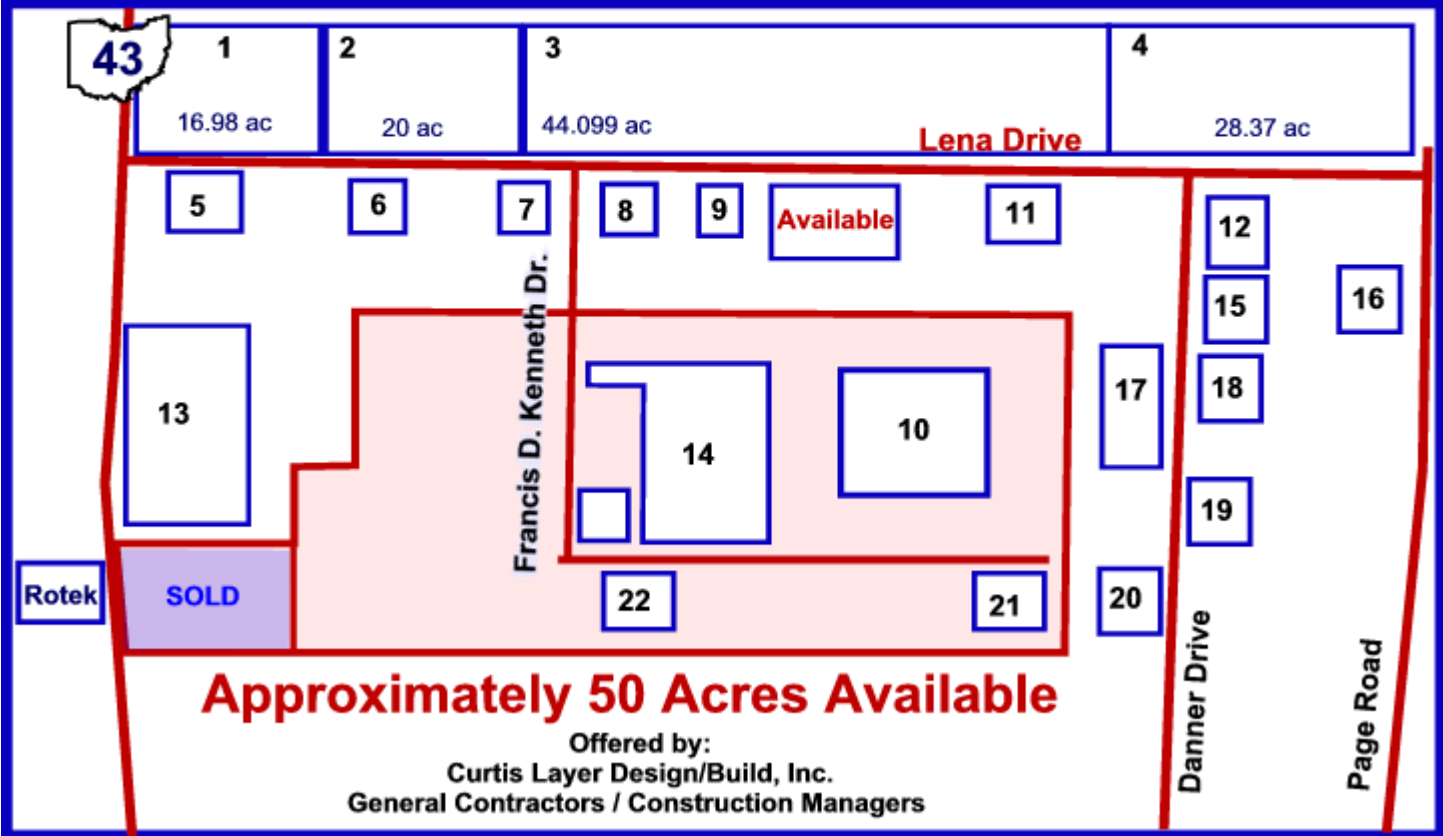 43
1
2
3
4
16.98 ac
20 ac
44.099 ac
28.37 ac
Lena Drive
5
6
7
8
9
Available
11
12
15
16
13
Francis D. Kenneth Dr.
14
10
17
18
19
Rotek
SOLD
22
21
20
Danner Drive
Page Road
Approximately 50 Acres Available
Offered by:
Curtis Layer Design/Build, Inc.
General Contractors / Construction Managers